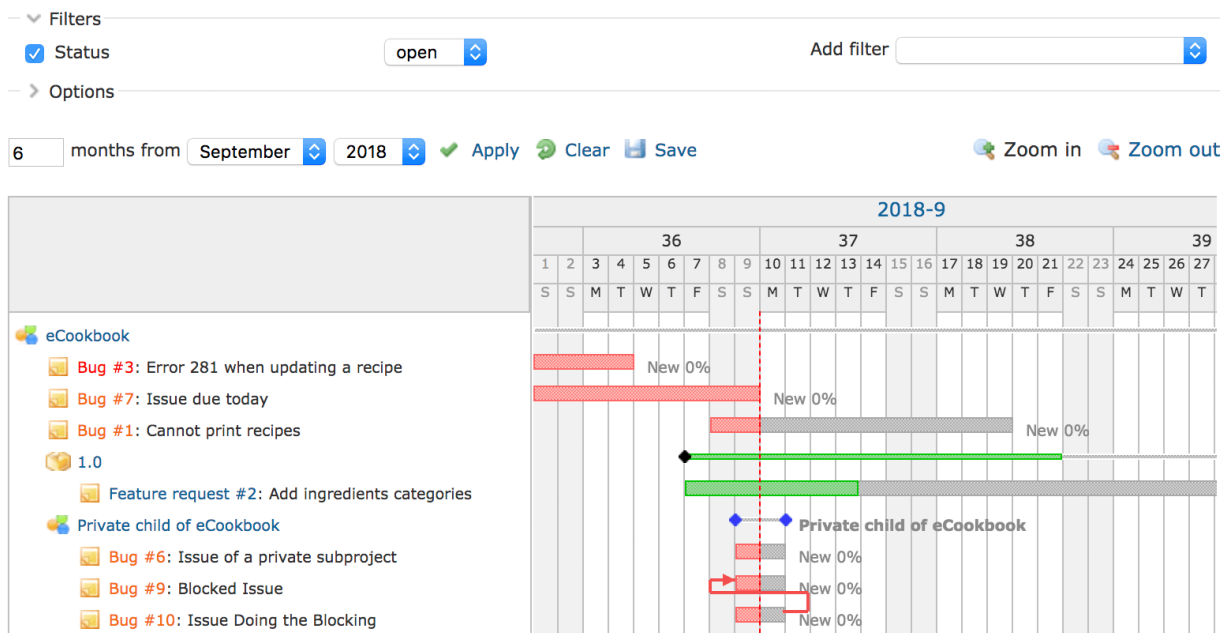 Filters
Status open Add filter
Options
6 months from September 2018 Apply Clear Save Zoom in Zoom out
2018-9
36 37 38 39
1 2 3 4 5 6 7 8 9 10 11 12 13 14 15 16 17 18 19 20 21 22 23 24 25 26 27
S S M T W T F S S M T W T F S S M T W T F S S M T W T
eCookbook
Bug #3: Error 281 when updating a recipe New 0%
Bug #7: Issue due today New 0%
Bug #1: Cannot print recipes New 0%
1.0
Feature request #2: Add ingredients categories
Private child of eCookbook Private child of eCookbook
Bug #6: Issue of a private subproject New 0%
Bug #9: Blocked Issue New 0%
Bug #10: Issue Doing the Blocking New 0%